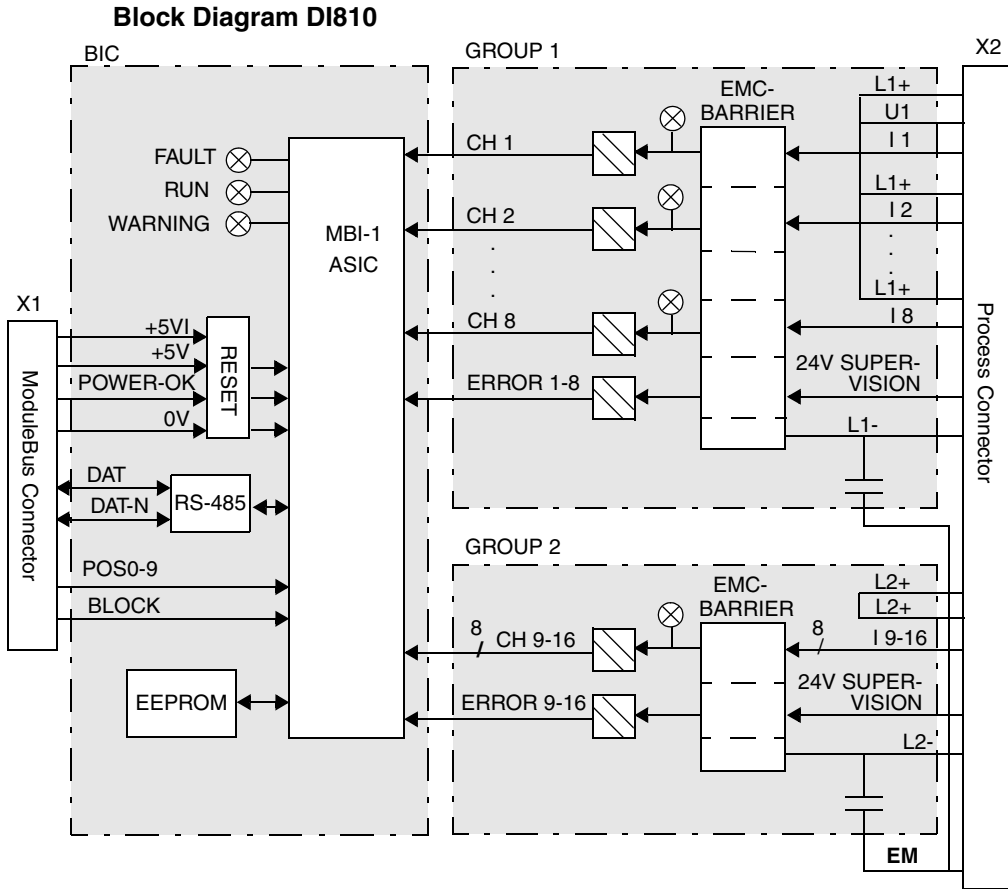 Block Diagram DI810
BIC
GROUP 1
X2
EMC-
BARRIER
L1+
U1
I 1
L1+
I 2
.
.
L1+
I 8
24V SUPER-
VISION
L1-
CH 1
CH 2
.
.
.
CH 8
ERROR 1-8
FAULT
RUN
WARNING
MBI-1
ASIC
X1
+5VI
+5V
POWER-OK
0V
RESET
DAT
DAT-N
RS-485
POS0-9
BLOCK
EEPROM
ModuleBus Connector
Process Connector
GROUP 2
EMC-
BARRIER
L2+
L2+
8
I 9-16
24V SUPER-
VISION
L2-
8
CH 9-16
ERROR 9-16
EM